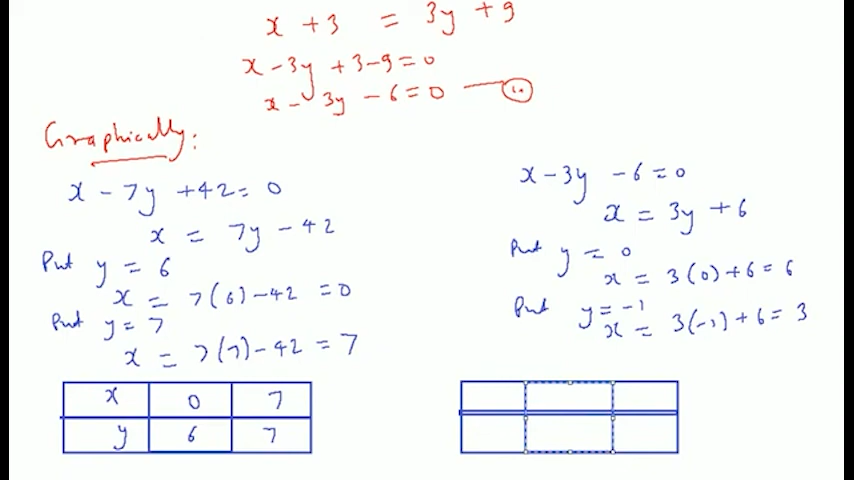 x + 3 = 3y + 9
x - 3y + 3 - 9 = 0
x - 3y - 6 = 0
Graphically:
x - 7y + 42 = 0
x = 7y - 42
Put y = 6
x = 7(6) - 42 = 0
Put y = 7
x = 7(7) - 42 = 7
x 0 7
y 6 7
x - 3y - 6 = 0
x = 3y + 6
Put y = 0
x = 3(0) + 6 = 6
Put y = -1
x = 3(-1) + 6 = 3